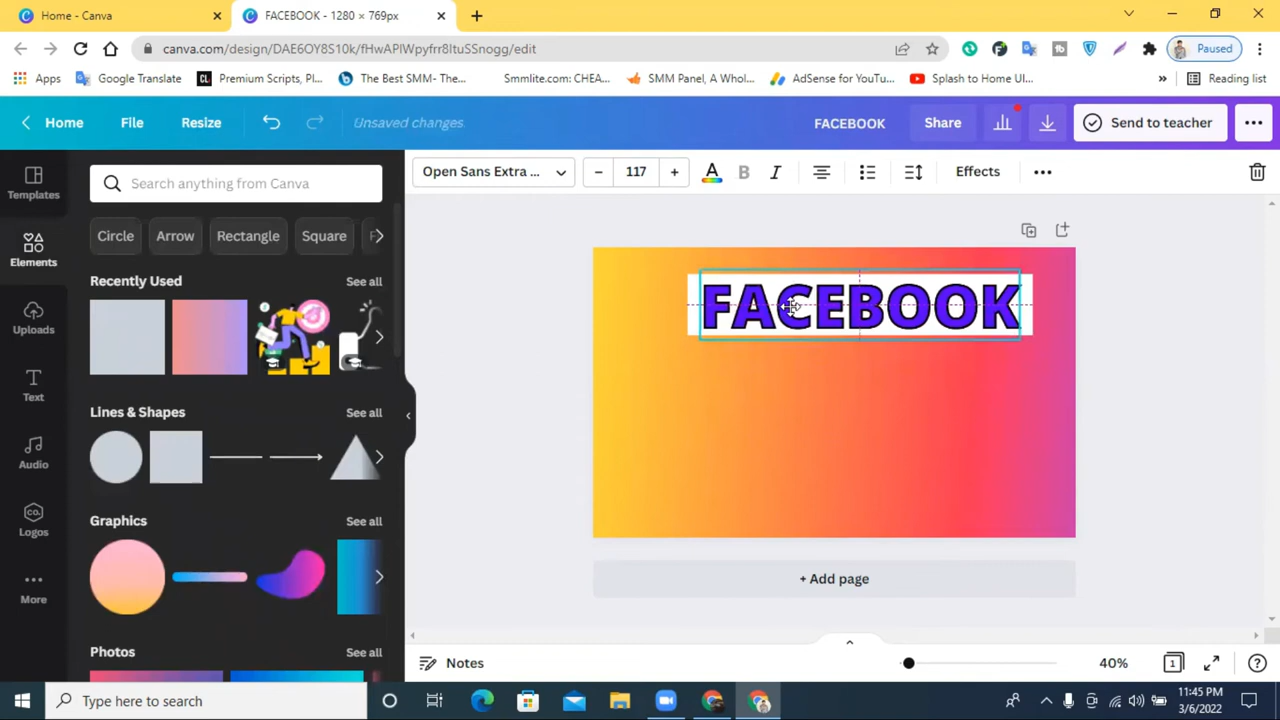 Home - Canva
FACEBOOK - 1280 × 769px
canva.com/design/DAE6OY8S10k/fHwAPIWpyfrr8ItuSSnogg/edit
Paused
Apps
Google Translate
Premium Scripts, Pl...
The Best SMM- The...
Smmlite.com: CHEA...
SMM Panel, A Whol...
AdSense for YouTu...
Splash to Home UI...
Reading list
Home
File
Resize
Unsaved changes.
FACEBOOK
Share
Send to teacher
Templates
Elements
Uploads
Text
Audio
Logos
More
Search anything from Canva
Circle
Arrow
Rectangle
Square
Recently Used
See all
Lines & Shapes
See all
Graphics
See all
Photos
See all
Open Sans Extra ...
117
A
B
I
Effects
FACEBOOK
+ Add page
Notes
40%
1
Type here to search
11:45 PM
3/6/2022